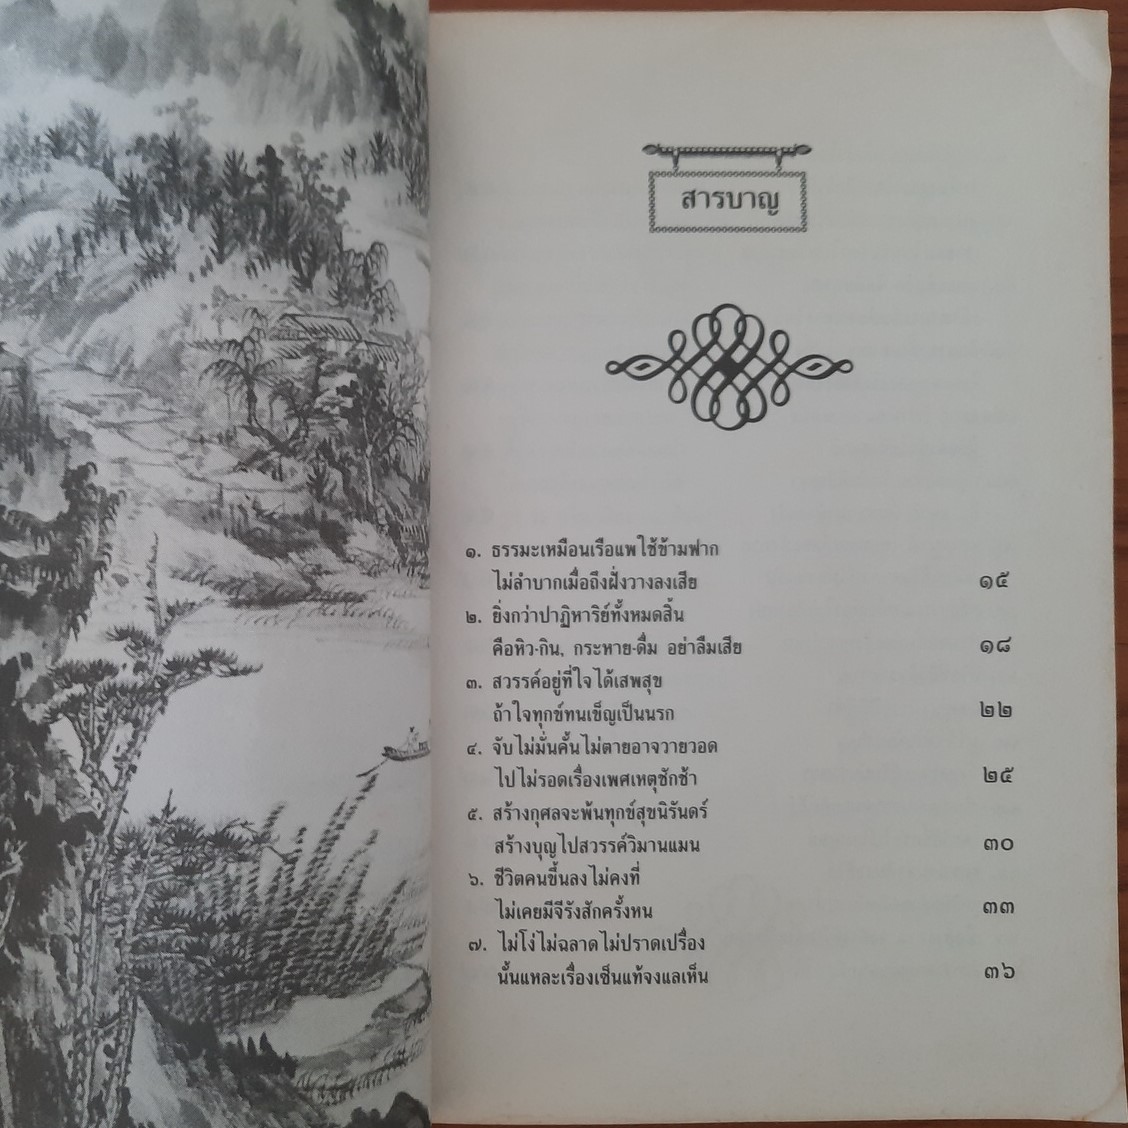 สารบาญ
๑. ธรรมะเหมือนเรือแพใช้ข้ามฟาก
ไม่ลำบากเมื่อถึงฝั่งวางลงเสีย ๑๕
๒. ยิ่งกว่าปาฏิหาริย์ทั้งหมดสิ้น
คือหิว-กิน, กระหาย-ดื่ม อย่าลืมเสีย ๑๘
๓. สวรรค์อยู่ที่ใจได้เสพสุข
ถ้าใจทุกข์ทนเข็ญเป็นนรก ๒๒
๔. จับไม่มั่นคั้นไม่ตายอาจวายวอด
ไปไม่รอดเรื่องเพศเหตุชักช้า ๒๕
๕. สร้างกุศลจะพ้นทุกข์สุขนิรันดร์
สร้างบุญไปสวรรค์วิมานแมน ๓๐
๖. ชีวิตคนขึ้นลงไม่คงที่
ไม่เคยมีจีรังสักครั้งหน ๓๓
๗. ไม่โง่ไม่ฉลาดไม่ปราดเปรื่อง
นั้นแหละเรื่องเซ็นแท้จงแลเห็น ๓๖